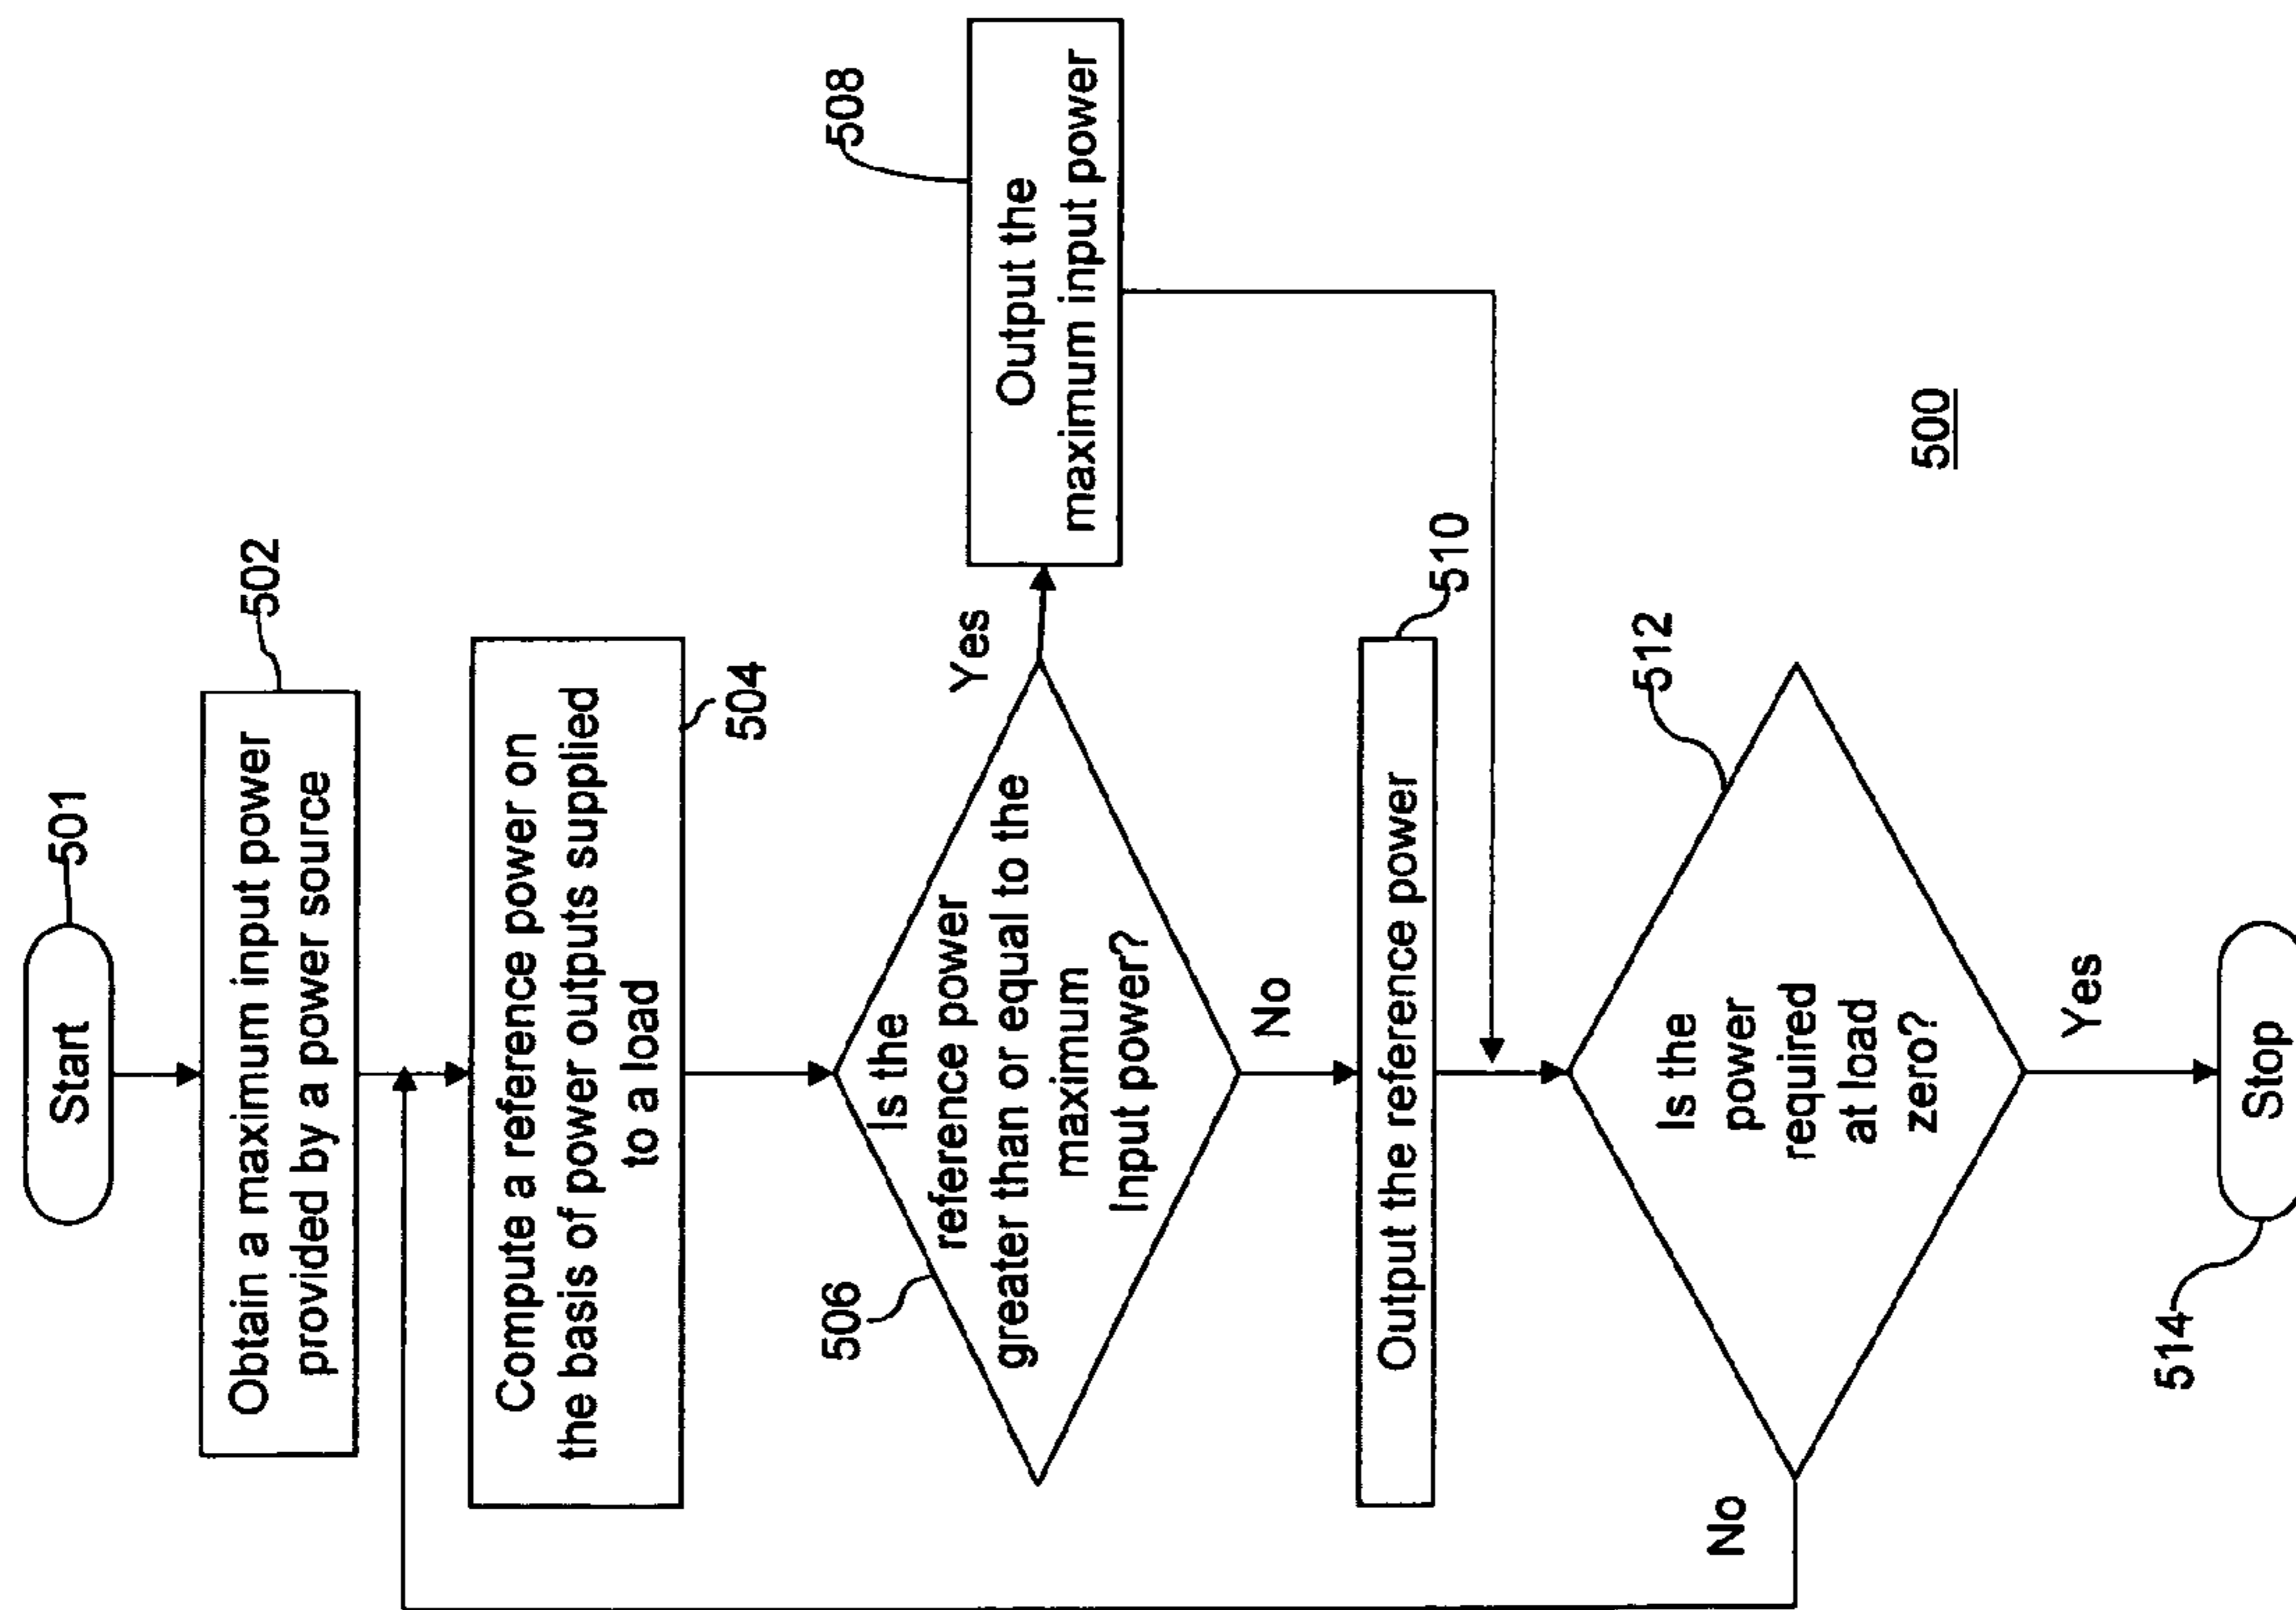 Start
501
Obtain a maximum input power
provided by a power source
502
Compute a reference power on
the basis of power outputs supplied
to a load
504
Is the
reference power
greater than or equal to the
maximum
Input power?
506
Yes
Output the
maximum input power
508
No
Output the reference power
510
Is the
power
required
at load
zero?
512
No
Yes
Stop
514
500